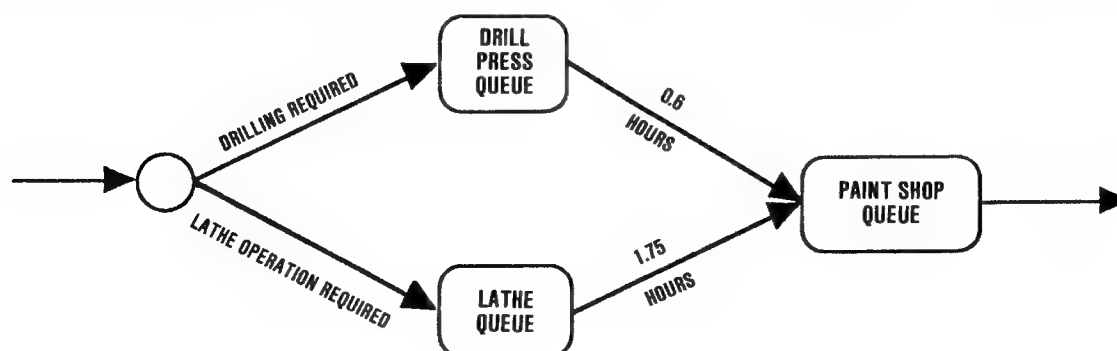 DRILL
PRESS
QUEUE
DRILLING REQUIRED
0.6
HOURS
PAINT SHOP
QUEUE
LATHE OPERATION REQUIRED
1.75
HOURS
LATHE
QUEUE